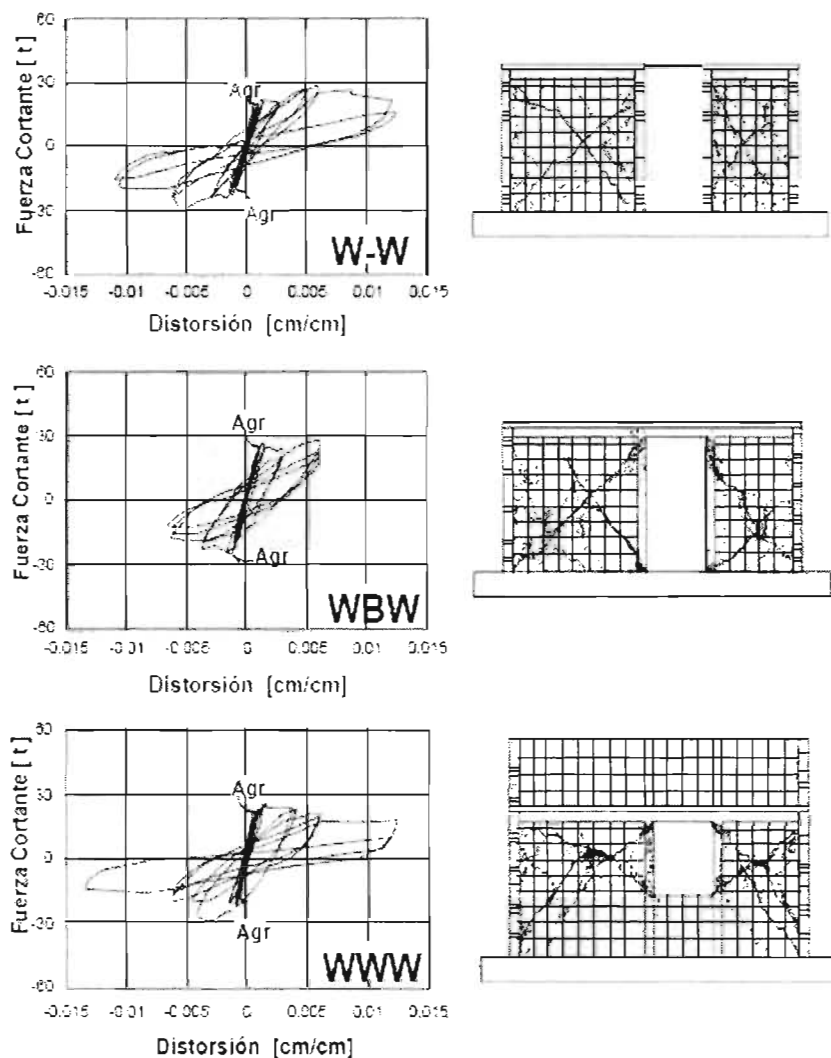 60
30
0
-30
-60
Fuerza Cortante [ t ]
Agr
Agr
W-W
-0.015 -0.01 -0.005 0 0.005 0.01 0.015
Distorsión [cm/cm]
60
30
0
-30
-60
Fuerza Cortante [ t ]
Agr
Agr
WBW
-0.015 -0.01 -0.005 0 0.005 0.01 0.015
Distorsión [cm/cm]
60
30
0
-30
-60
Fuerza Cortante [ t ]
Agr
Agr
WWW
-0.015 -0.01 -0.005 0 0.005 0.01 0.015
Distorsión [cm/cm]